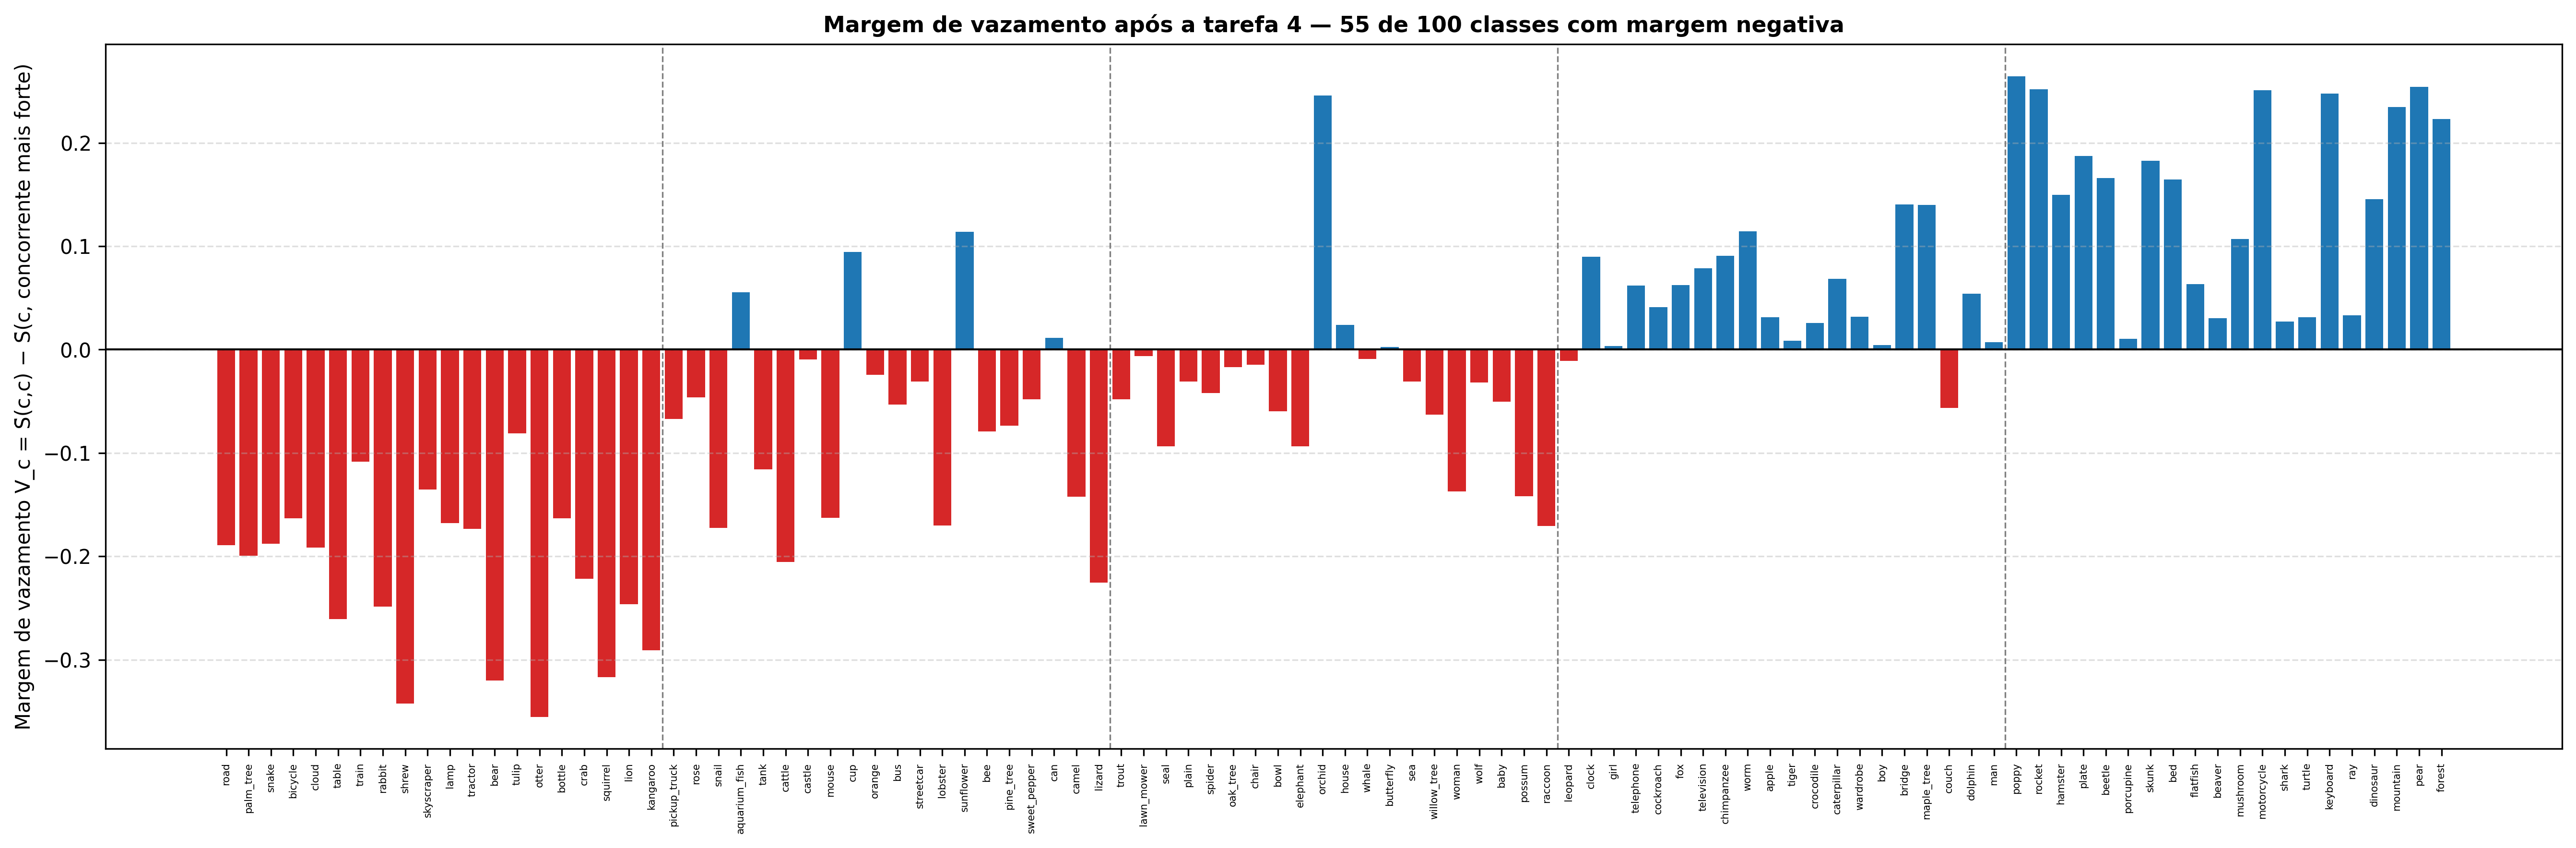 Margem de vazamento após a tarefa 4 — 55 de 100 classes com margem negativa
Margem de vazamento V_c = S(c,c) − S(c, concorrente mais forte)
0.2
0.1
0.0
−0.1
−0.2
−0.3
road
palm_tree
snake
bicycle
cloud
table
train
rabbit
shrew
skyscraper
lamp
tractor
bear
tulip
otter
bottle
crab
squirrel
lion
kangaroo
pickup_truck
rose
snail
aquarium_fish
tank
cattle
castle
mouse
cup
orange
bus
streetcar
lobster
sunflower
bee
pine_tree
sweet_pepper
can
camel
lizard
trout
lawn_mower
seal
plain
spider
oak_tree
chair
bowl
elephant
orchid
house
whale
butterfly
sea
willow_tree
woman
wolf
baby
possum
raccoon
leopard
clock
girl
telephone
cockroach
fox
television
chimpanzee
worm
apple
tiger
crocodile
caterpillar
wardrobe
boy
bridge
maple_tree
couch
dolphin
man
poppy
rocket
hamster
plate
beetle
porcupine
skunk
bed
flatfish
beaver
mushroom
motorcycle
shark
turtle
keyboard
ray
dinosaur
mountain
pear
forest